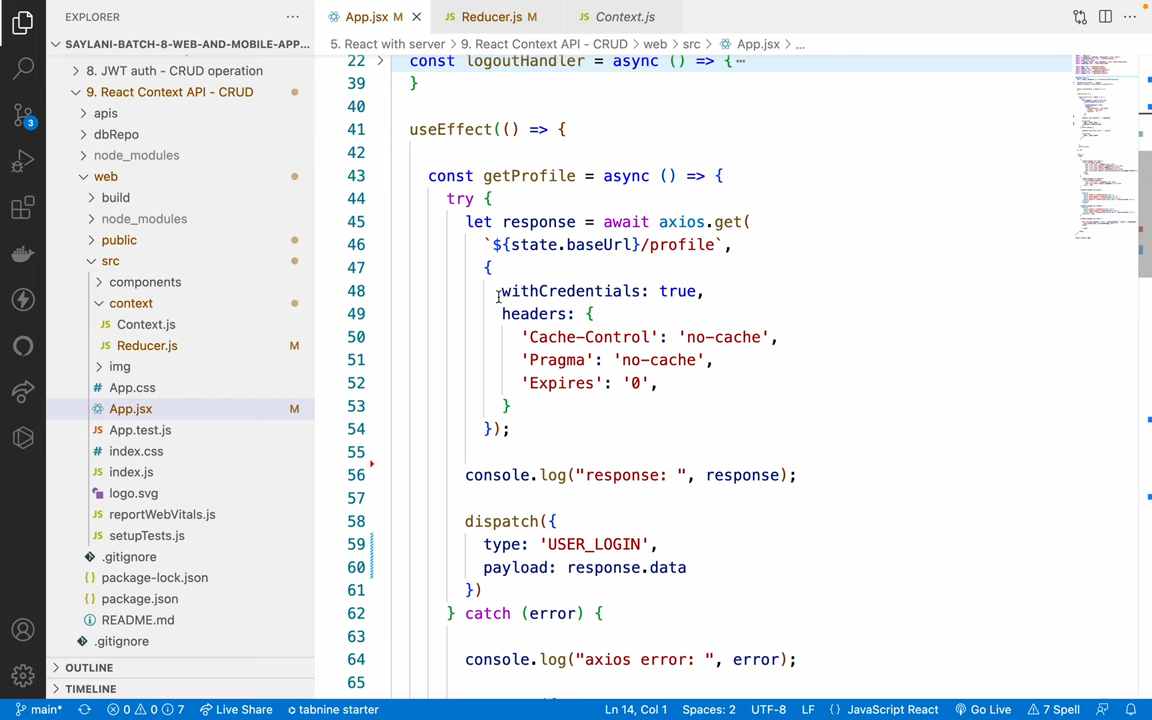 EXPLORER
SAYLANI-BATCH-8-WEB-AND-MOBILE-APP...
8. JWT auth - CRUD operation
9. React Context API - CRUD
apis
dbRepo
node_modules
web
build
node_modules
public
src
components
context
Context.js
Reducer.js M
img
App.css
App.jsx M
App.test.js
index.css
index.js
logo.svg
reportWebVitals.js
setupTests.js
.gitignore
package-lock.json
package.json
README.md
.gitignore
OUTLINE
TIMELINE
3
App.jsx M
Reducer.js M
Context.js
5. React with server > 9. React Context API - CRUD > web > src > App.jsx > ...
22 const logoutHandler = async () => {
39 }
40
41 useEffect(() => {
42
43 const getProfile = async () => {
44 try {
45 let response = await axios.get(
46 `${state.baseUrl}/profile`,
47 {
48 withCredentials: true,
49 headers: {
50 'Cache-Control': 'no-cache',
51 'Pragma': 'no-cache',
52 'Expires': '0',
53 }
54 });
55
56 console.log("response: ", response);
57
58 dispatch({
59 type: 'USER_LOGIN',
60 payload: response.data
61 })
62 } catch (error) {
63
64 console.log("axios error: ", error);
65
main* 0 0 7 Live Share tabnine starter Ln 14, Col 1 Spaces: 2 UTF-8 LF {} JavaScript React Go Live 7 Spell